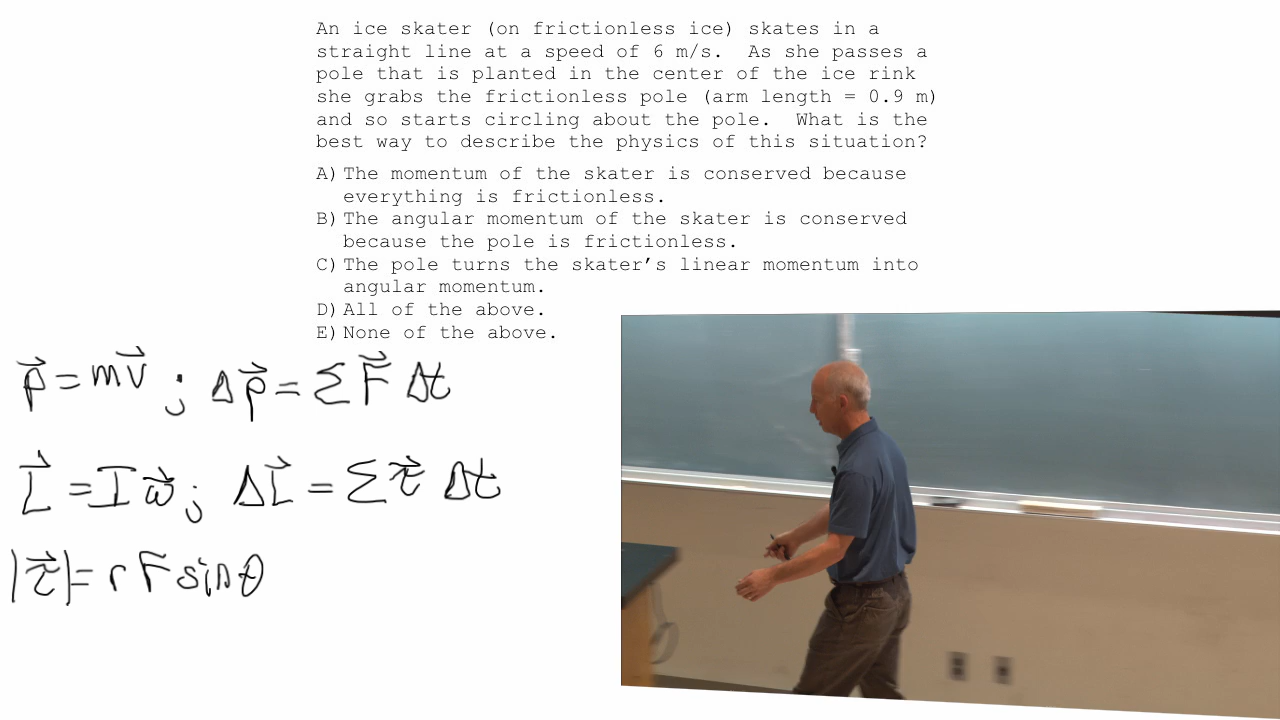 An ice skater (on frictionless ice) skates in a
straight line at a speed of 6 m/s.  As she passes a
pole that is planted in the center of the ice rink
she grabs the frictionless pole (arm length = 0.9 m)
and so starts circling about the pole.  What is the
best way to describe the physics of this situation?
A) The momentum of the skater is conserved because
everything is frictionless.
B) The angular momentum of the skater is conserved
because the pole is frictionless.
C) The pole turns the skater’s linear momentum into
angular momentum.
D) All of the above.
E) None of the above.
p⃗ = mv⃗ ; Δp⃗ = ΣF⃗ Δt
L⃗ = Iω⃗ ; ΔL⃗ = Στ⃗ Δt
|τ⃗| = r F sinθ